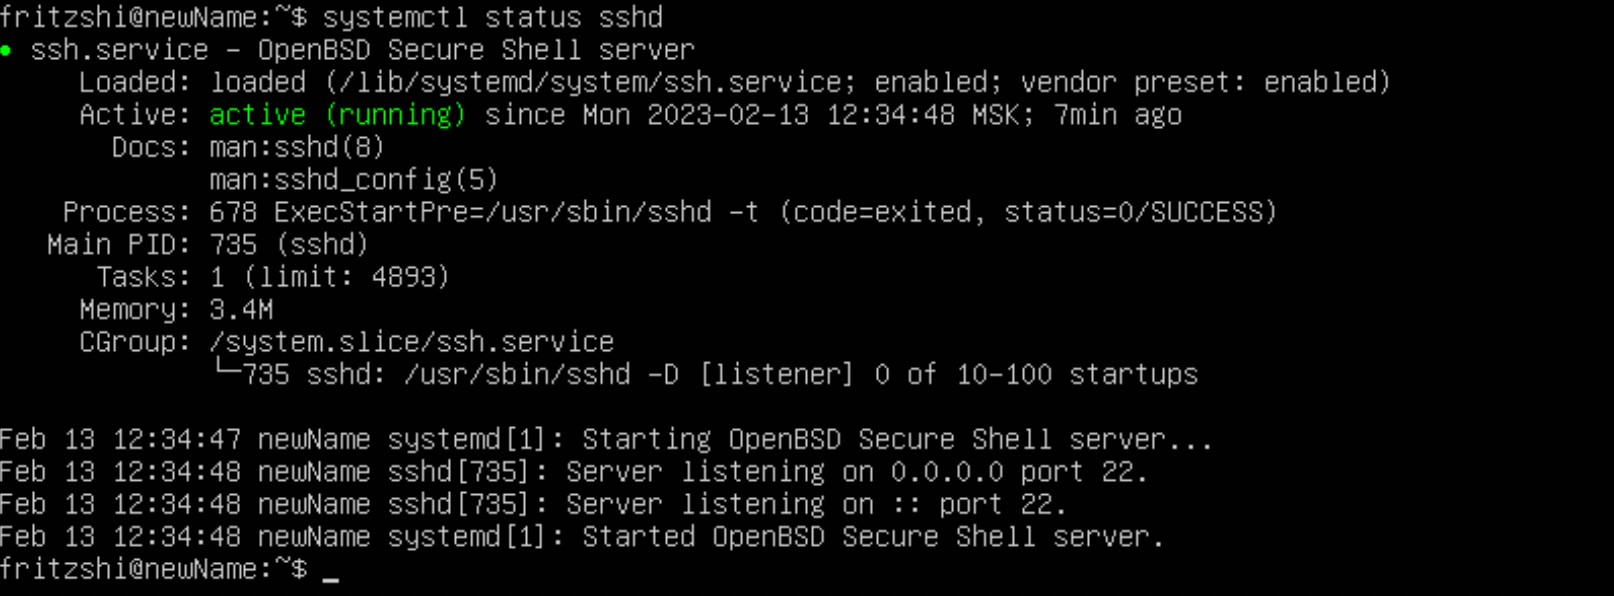 fritzshi@newName:~$ systemctl status sshd
● ssh.service - OpenBSD Secure Shell server
     Loaded: loaded (/lib/systemd/system/ssh.service; enabled; vendor preset: enabled)
     Active: active (running) since Mon 2023-02-13 12:34:48 MSK; 7min ago
       Docs: man:sshd(8)
             man:sshd_config(5)
    Process: 678 ExecStartPre=/usr/sbin/sshd -t (code=exited, status=0/SUCCESS)
   Main PID: 735 (sshd)
      Tasks: 1 (limit: 4893)
     Memory: 3.4M
     CGroup: /system.slice/ssh.service
             └─735 sshd: /usr/sbin/sshd -D [listener] 0 of 10-100 startups

Feb 13 12:34:47 newName systemd[1]: Starting OpenBSD Secure Shell server...
Feb 13 12:34:48 newName sshd[735]: Server listening on 0.0.0.0 port 22.
Feb 13 12:34:48 newName sshd[735]: Server listening on :: port 22.
Feb 13 12:34:48 newName systemd[1]: Started OpenBSD Secure Shell server.
fritzshi@newName:~$ _